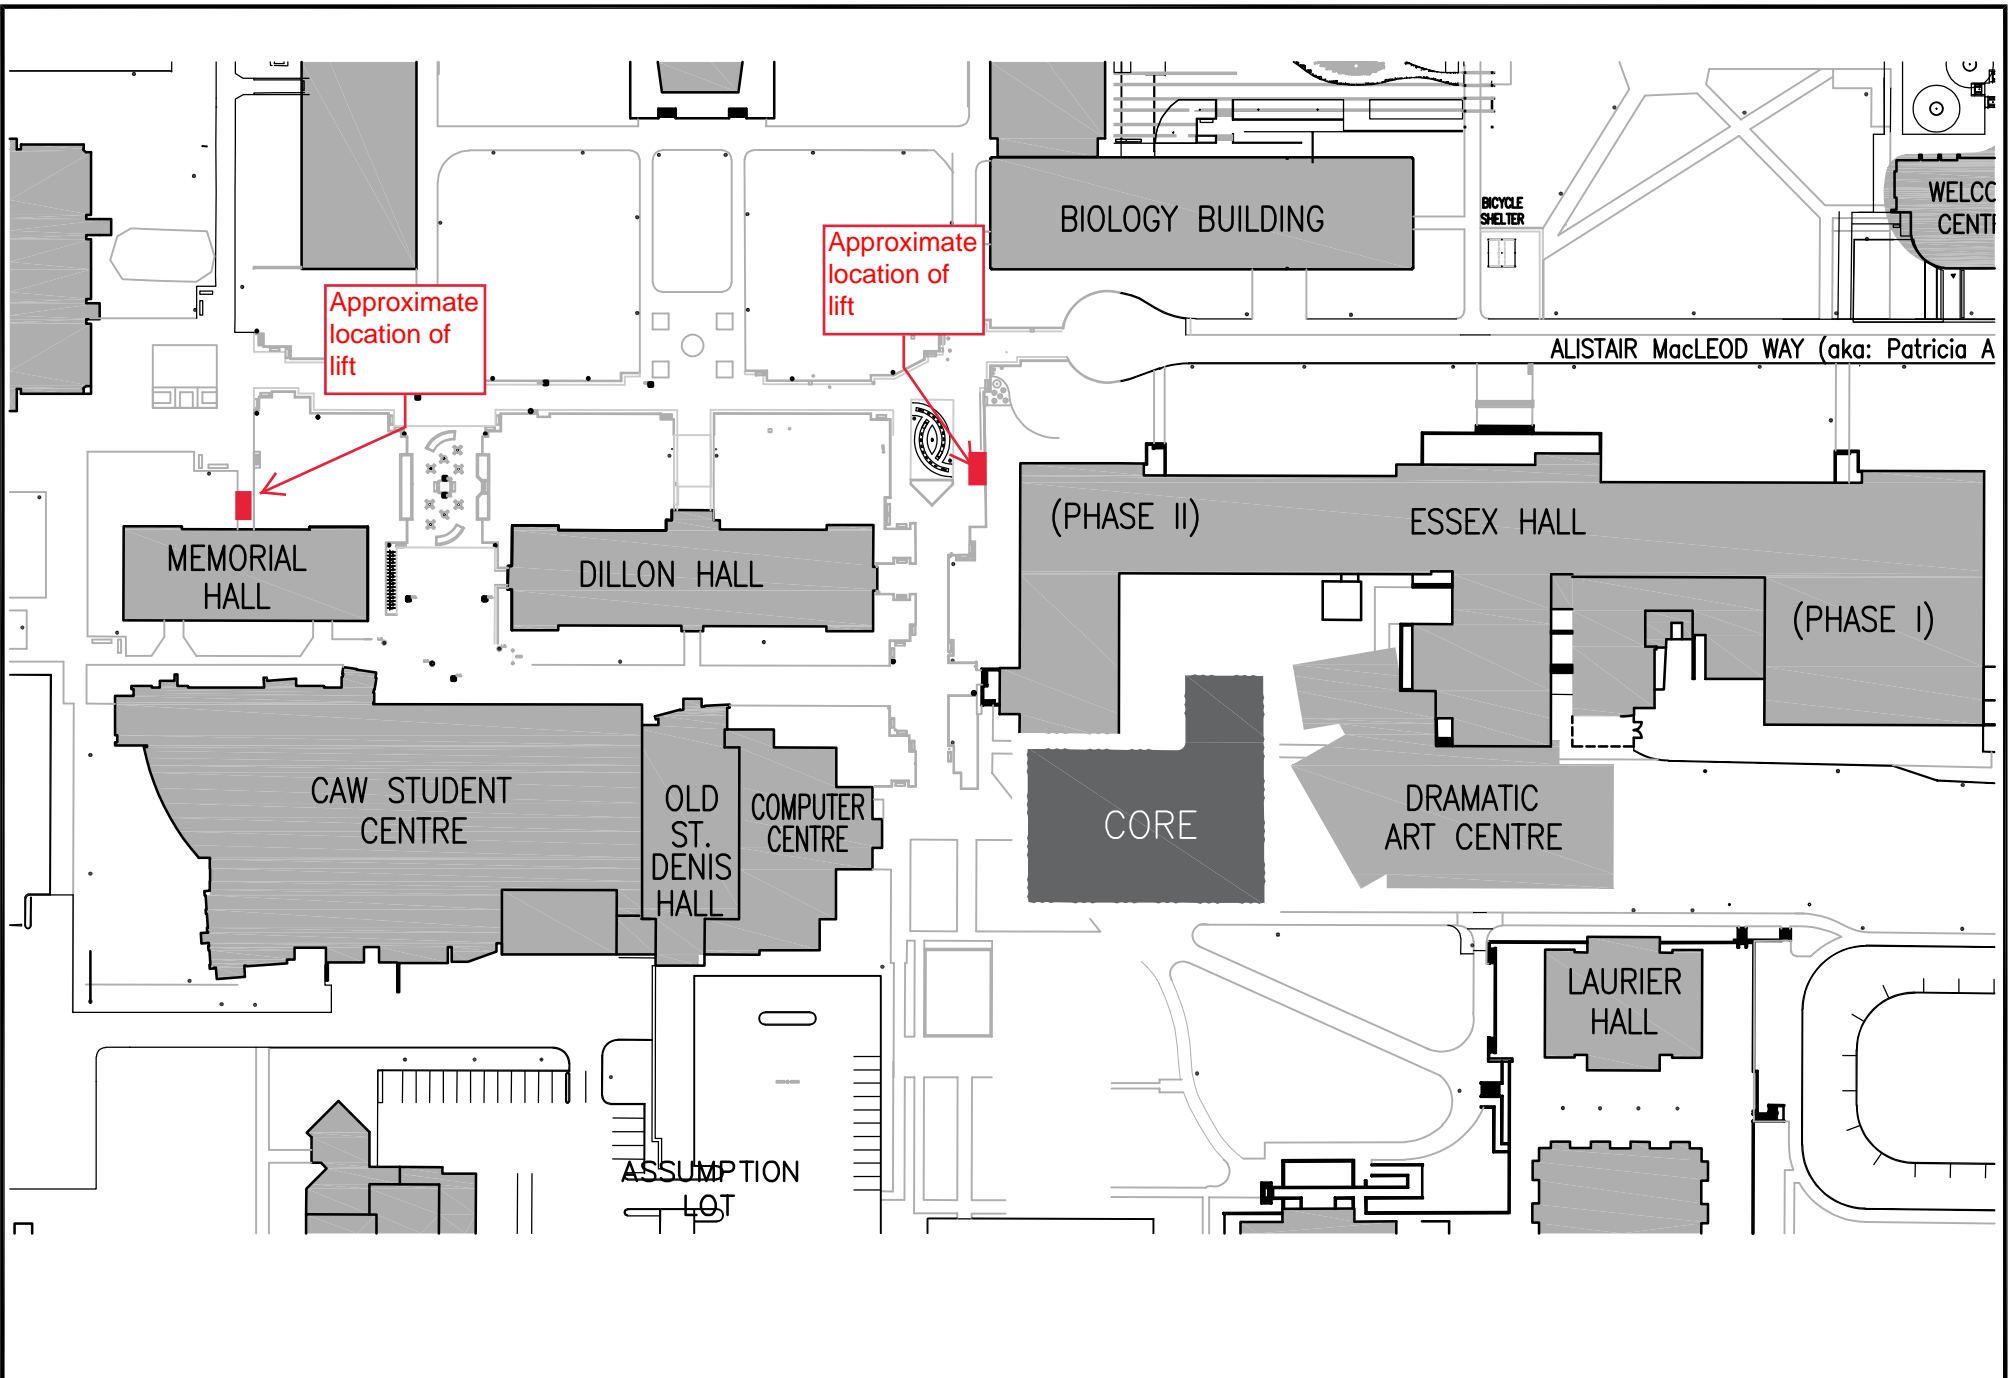 BIOLOGY BUILDING
BICYCLE
SHELTER
WELCO
CENT
Approximate
location of
lift
Approximate
location of
lift
ALISTAIR MacLEOD WAY (aka: Patricia A
(PHASE II)
ESSEX HALL
MEMORIAL
HALL
DILLON HALL
(PHASE I)
CAW STUDENT
CENTRE
OLD
ST.
DENIS
HALL
COMPUTER
CENTRE
CORE
DRAMATIC
ART CENTRE
LAURIER
HALL
ASSUMPTION
LOT